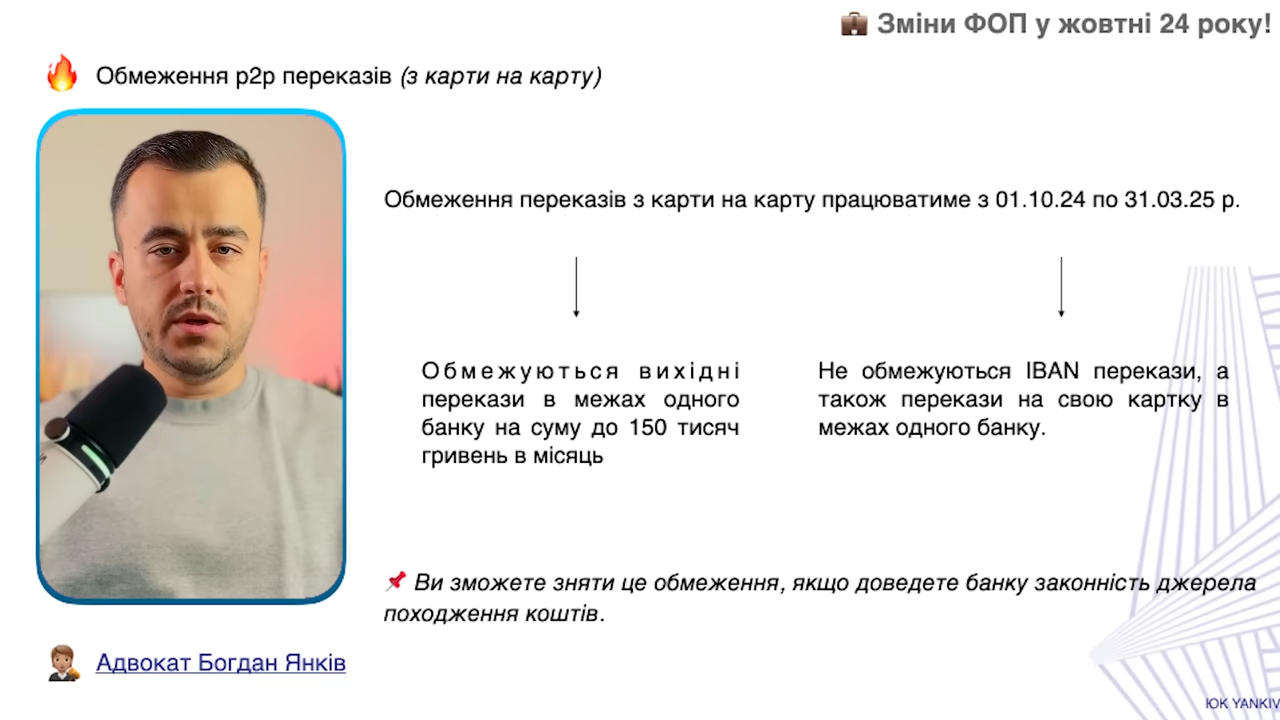 Зміни ФОП у жовтні 24 року!
Обмеження p2p переказів (з карти на карту)
Обмеження переказів з карти на карту працюватиме з 01.10.24 по 31.03.25 р.
Обмежуються вихідні
перекази в межах одного
банку на суму до 150 тисяч
гривень в місяць
Не обмежуються IBAN перекази, а
також перекази на свою картку в
межах одного банку.
Ви зможете зняти це обмеження, якщо доведете банку законність джерела
походження коштів.
Адвокат Богдан Янків
ЮК YANKIV